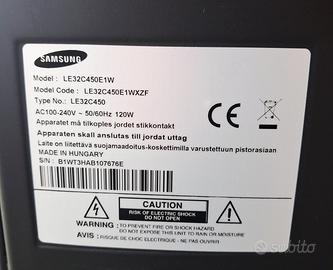 SAMSUNG
Model : LE32C450E1W
Model Code : LE32C450E1WXZF
Type No. : LE32C450
AC100-240V ~ 50/60Hz 120W
Apparatet må tilkoples jordet stikkontakt
Apparaten skall anslutas till jordat uttag
Laite on liitettävä suojamaadoitus-koskettimilla varustettuun pistorasiaan
MADE IN HUNGARY
S/N : B1WT3HAB107675E
CAUTION
RISK OF ELECTRIC SHOCK
DO NOT OPEN
WARNING : TO PREVENT FIRE OR SHOCK HAZARD
DO NOT EXPOSE TO RAIN OR MOISTURE
AVIS : RISQUE DE CHOC ELECTRIQUE - NE PAS OUVRIR
subito